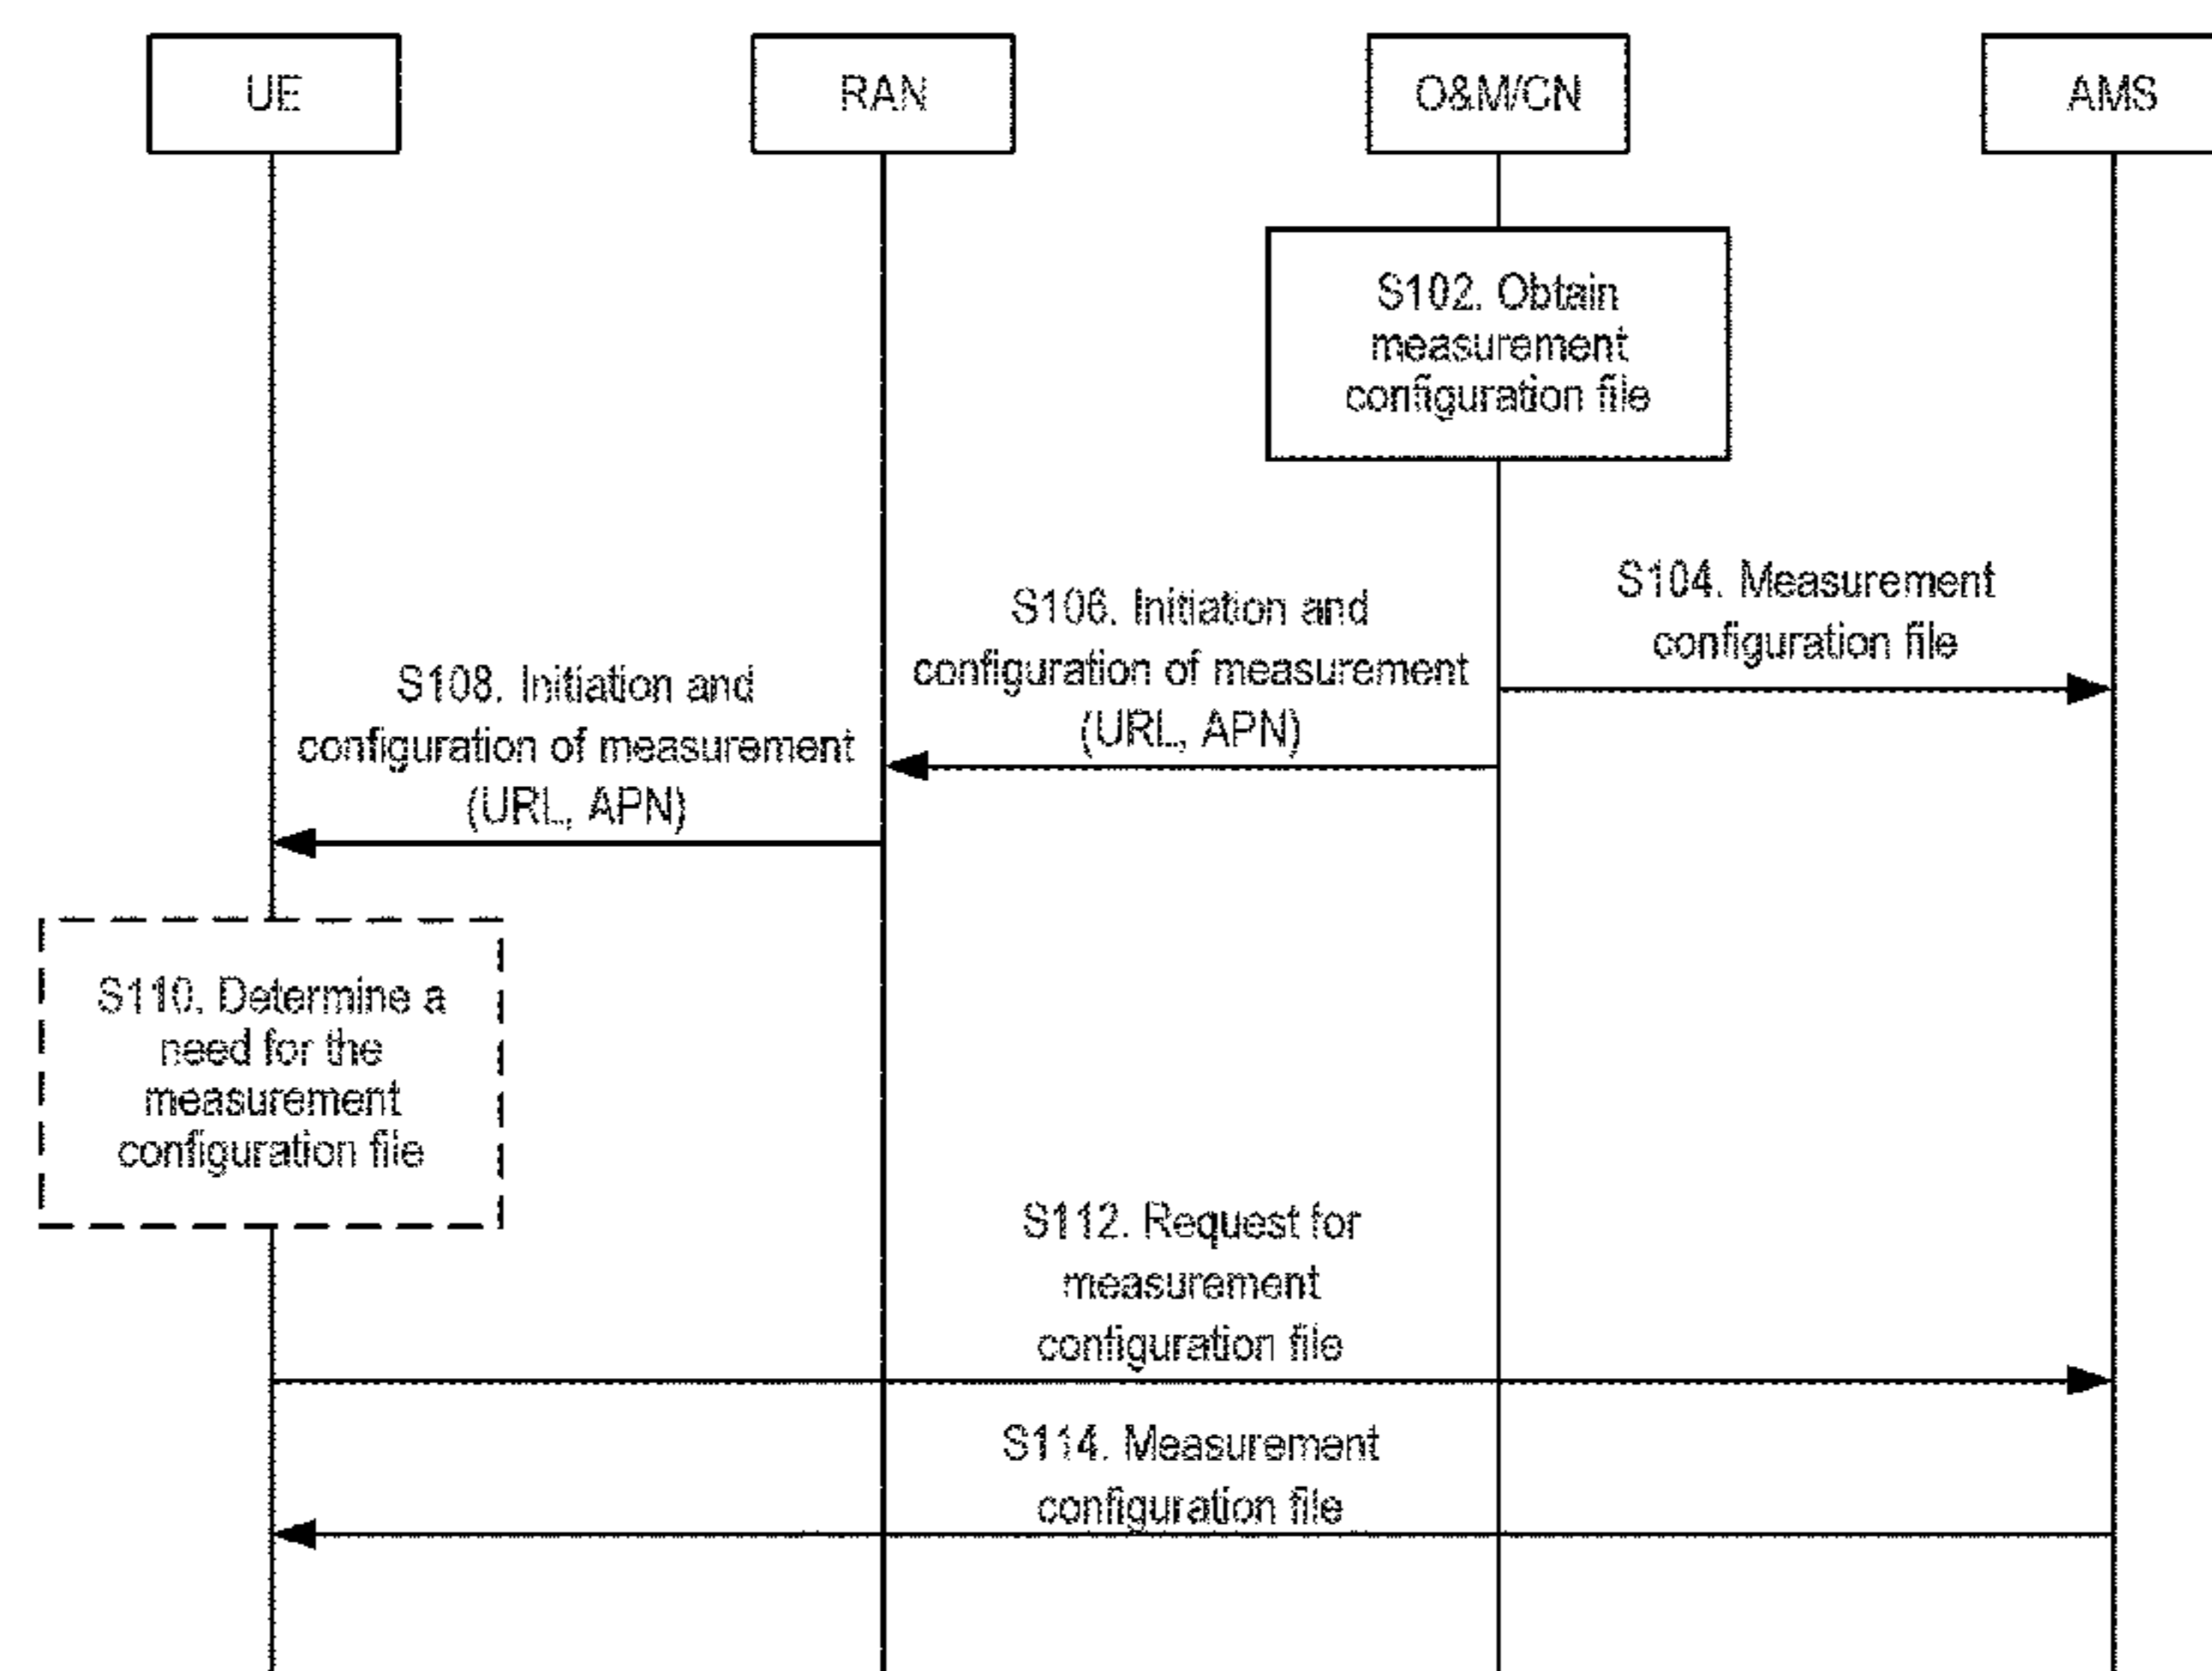 UE
RAN
O&M/CN
AMS
S102. Obtain
measurement
configuration file
S104. Measurement
configuration file
S106. Initiation and
configuration of measurement
(URL, APN)
S108. Initiation and
configuration of measurement
(URL, APN)
S110. Determine a
need for the
measurement
configuration file
S112. Request for
measurement
configuration file
S114. Measurement
configuration file